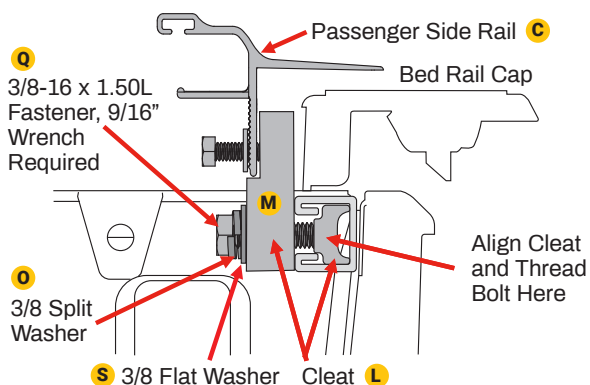 Passenger Side Rail C
Q
3/8-16 x 1.50L
Fastener, 9/16”
Wrench
Required
Bed Rail Cap
M
Align Cleat
and Thread
Bolt Here
O
3/8 Split
Washer
S 3/8 Flat Washer
Cleat L